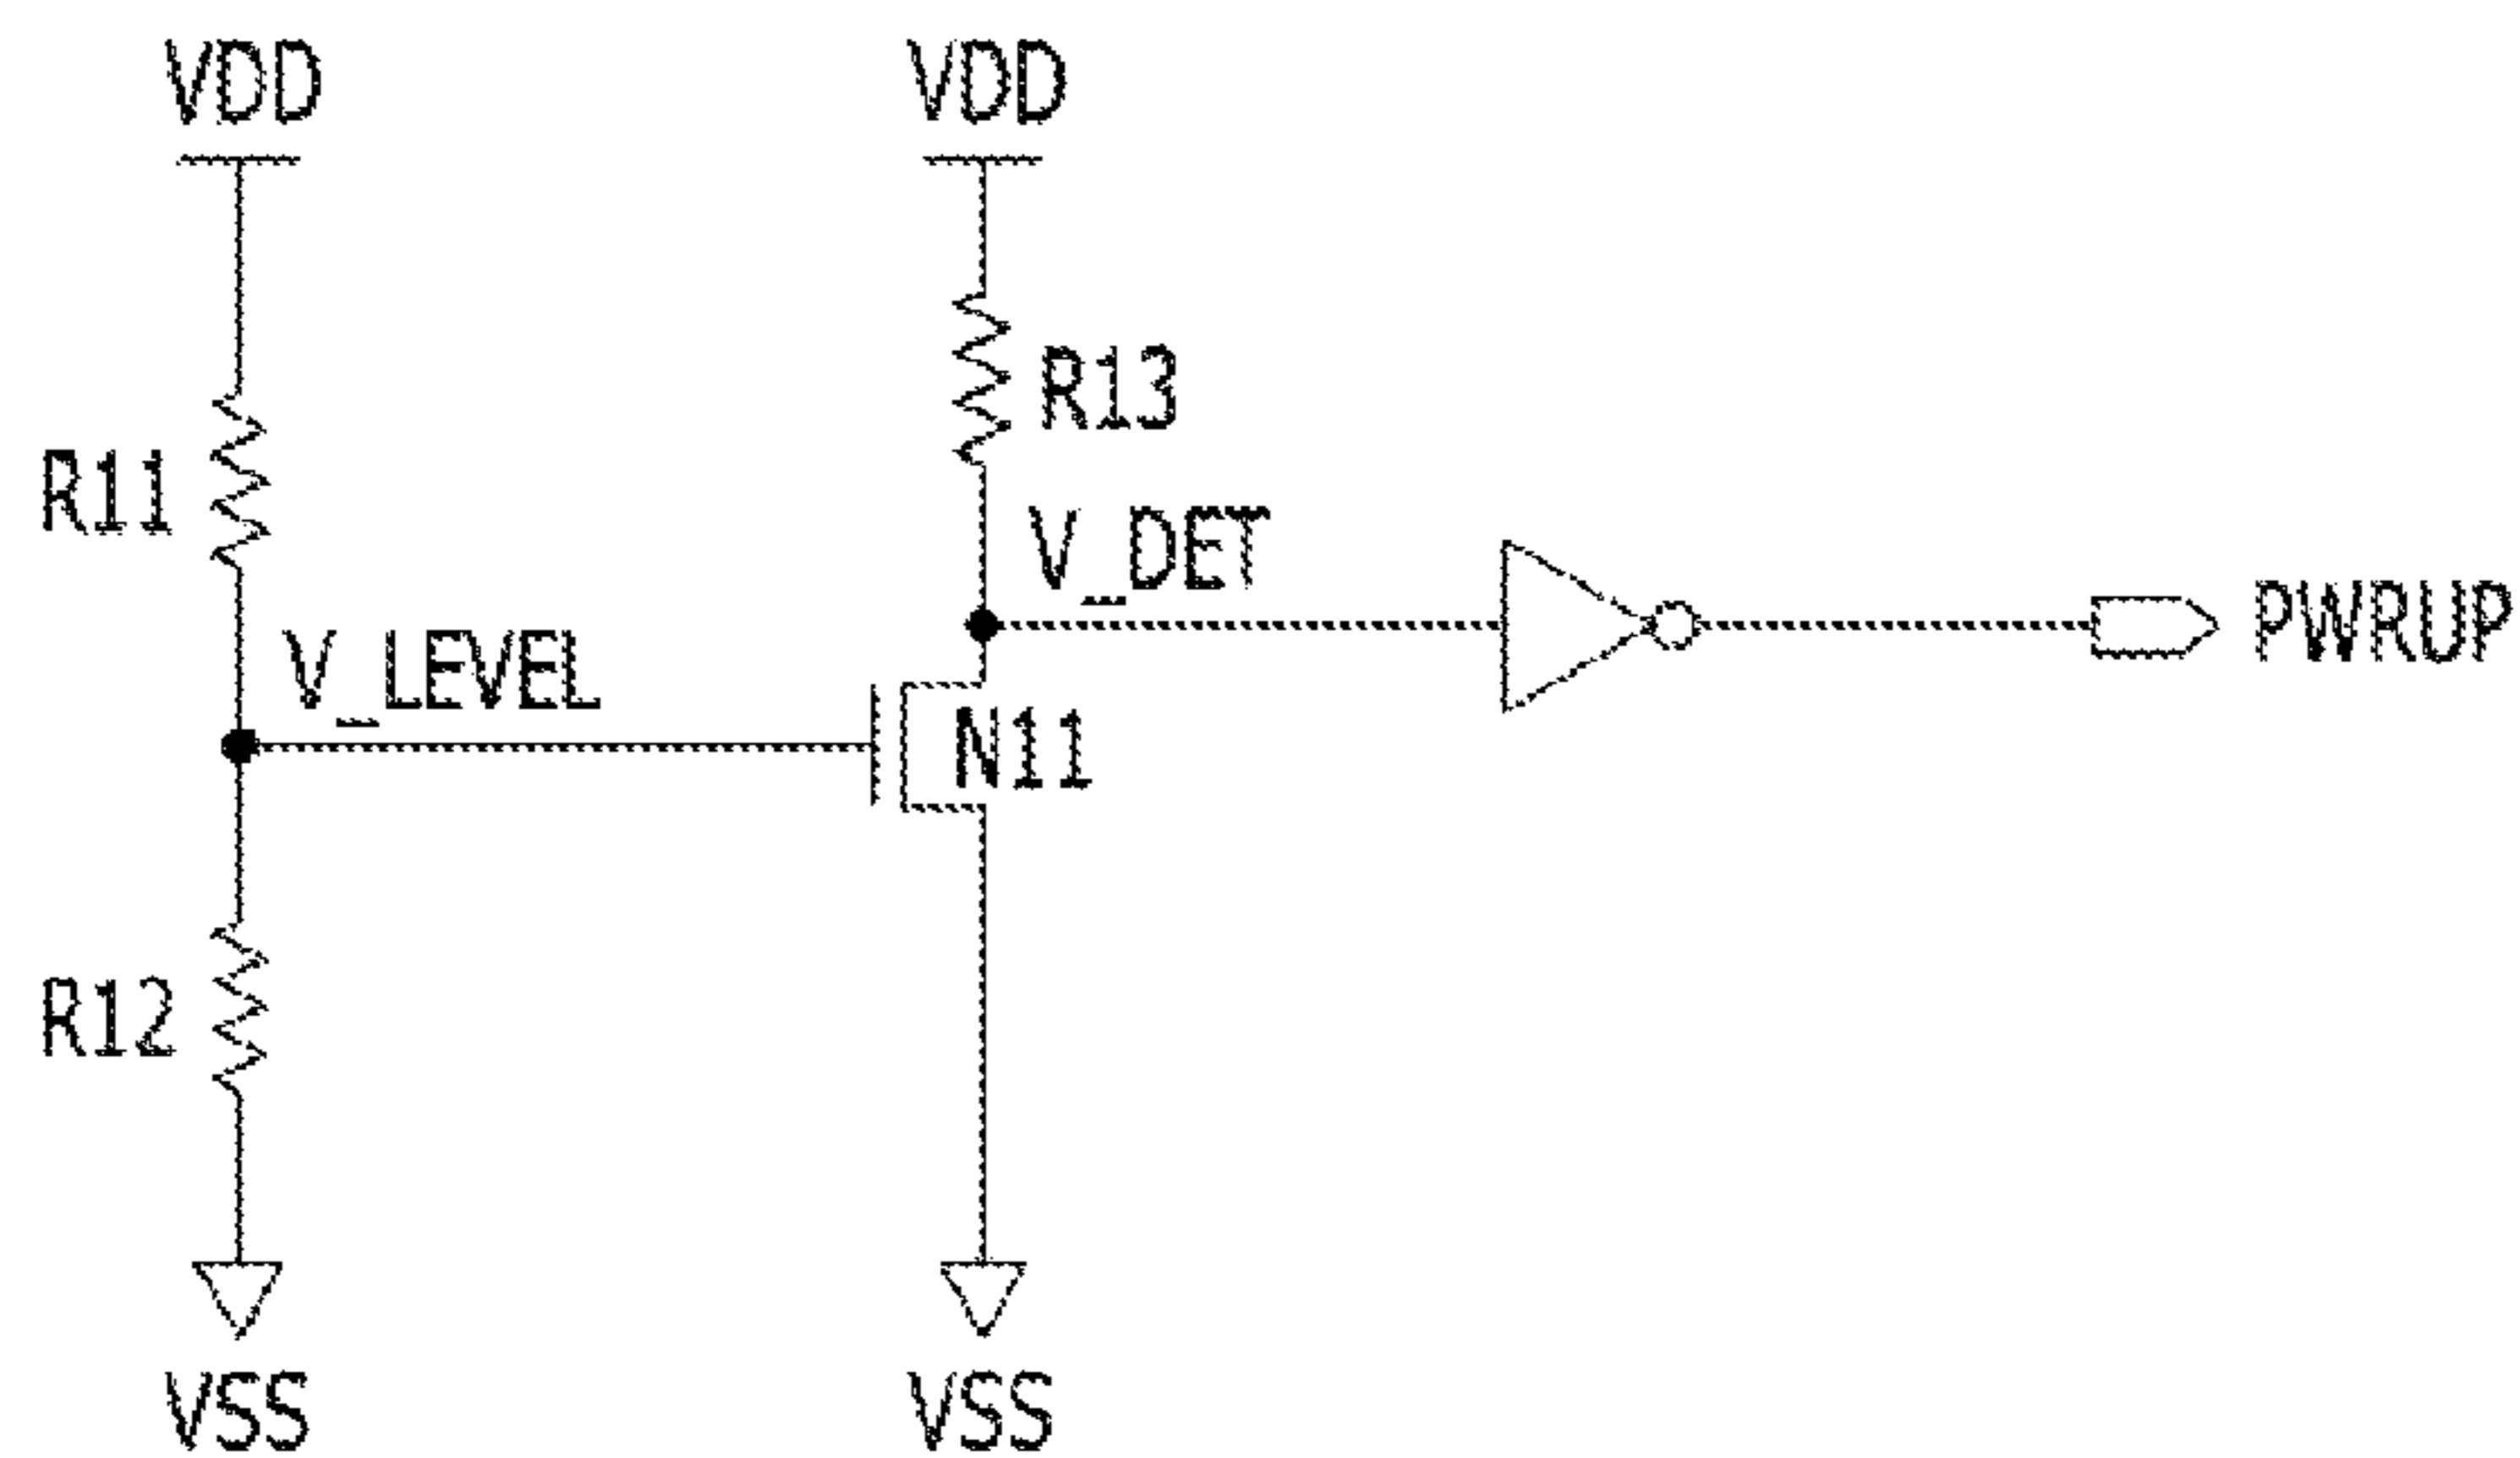 VDD
VDD
R13
R11
V_DET
PWRUP
V_LEVEL
N11
R12
VSS
VSS